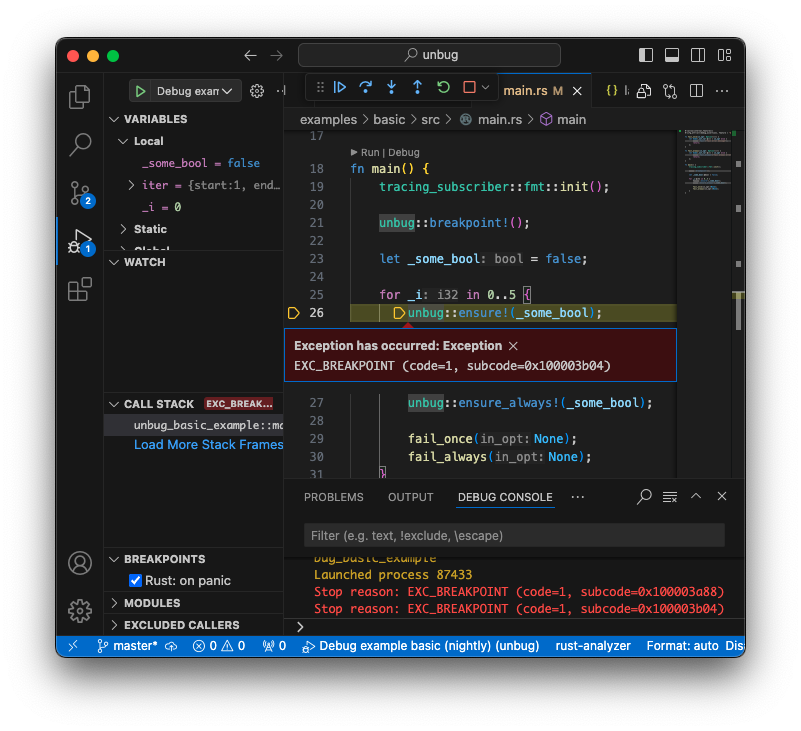 unbug
Debug exam
main.rs M
examples > basic > src > main.rs > main
VARIABLES
Local
_some_bool = false
iter = {start:1, end…
_i = 0
Static
WATCH
CALL STACK EXC_BREAK...
unbug_basic_example::ma
Load More Stack Frames
BREAKPOINTS
Rust: on panic
MODULES
EXCLUDED CALLERS
2
1
17
Run | Debug
18 fn main() {
19 tracing_subscriber::fmt::init();
20
21 unbug::breakpoint!();
22
23 let _some_bool: bool = false;
24
25 for _i: i32 in 0..5 {
26 unbug::ensure!(_some_bool);
Exception has occurred: Exception
EXC_BREAKPOINT (code=1, subcode=0x100003b04)
27 unbug::ensure_always!(_some_bool);
28
29 fail_once(in_opt: None);
30 fail_always(in_opt: None);
31 }
PROBLEMS OUTPUT DEBUG CONSOLE
Filter (e.g. text, !exclude, \escape)
bug_basic_example
Launched process 87433
Stop reason: EXC_BREAKPOINT (code=1, subcode=0x100003a88)
Stop reason: EXC_BREAKPOINT (code=1, subcode=0x100003b04)
master* 0 0 0 Debug example basic (nightly) (unbug) rust-analyzer Format: auto Dis